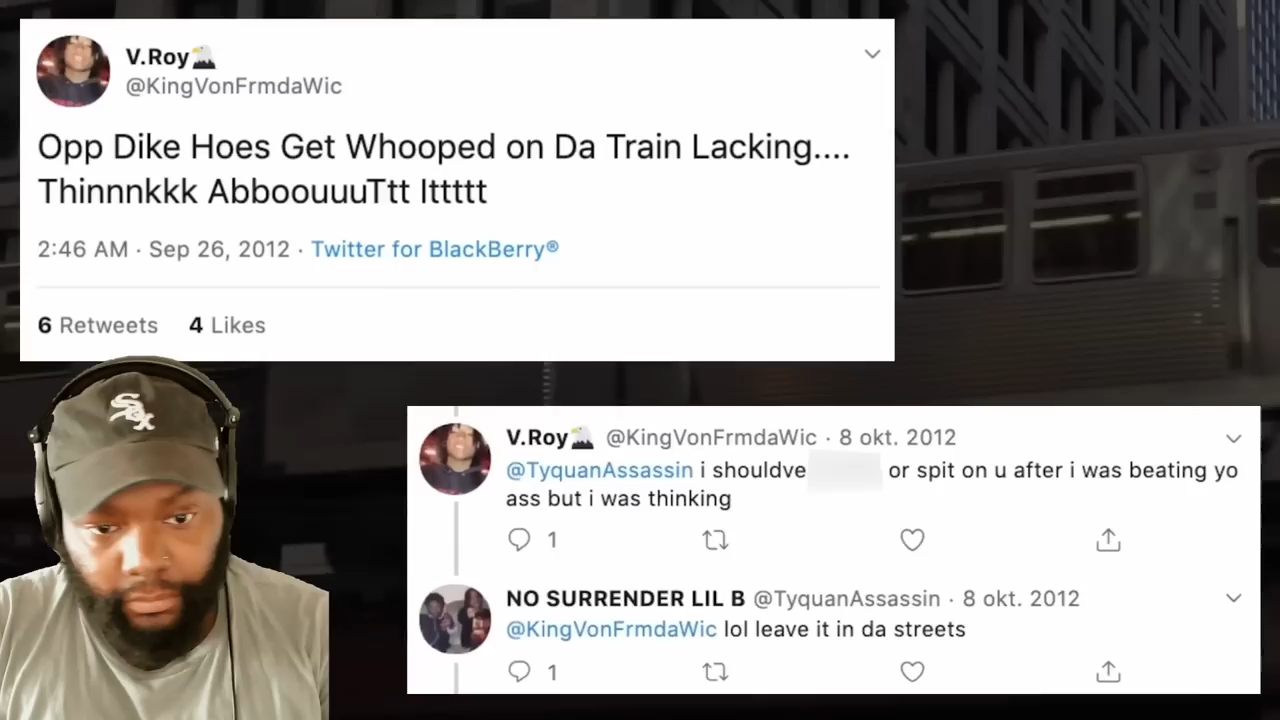 V.Roy
@KingVonFrmdaWic
Opp Dike Hoes Get Whooped on Da Train Lacking....
Thinnnkkk AbboouuuTtt Ittttt
2:46 AM · Sep 26, 2012 · Twitter for BlackBerry®
6 Retweets 4 Likes
Sox
V.Roy @KingVonFrmdaWic · 8 okt. 2012
@TyquanAssassin i shouldve or spit on u after i was beating yo
ass but i was thinking
1
NO SURRENDER LIL B @TyquanAssassin · 8 okt. 2012
@KingVonFrmdaWic lol leave it in da streets
1